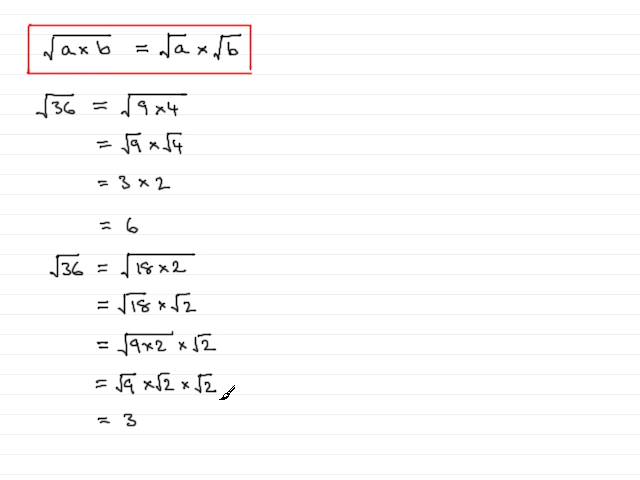 √(a×b) = √a × √b
√36 = √(9×4)
= √9 × √4
= 3 × 2
= 6
√36 = √(18×2)
= √18 × √2
= √(9×2) × √2
= √9 × √2 × √2
= 3